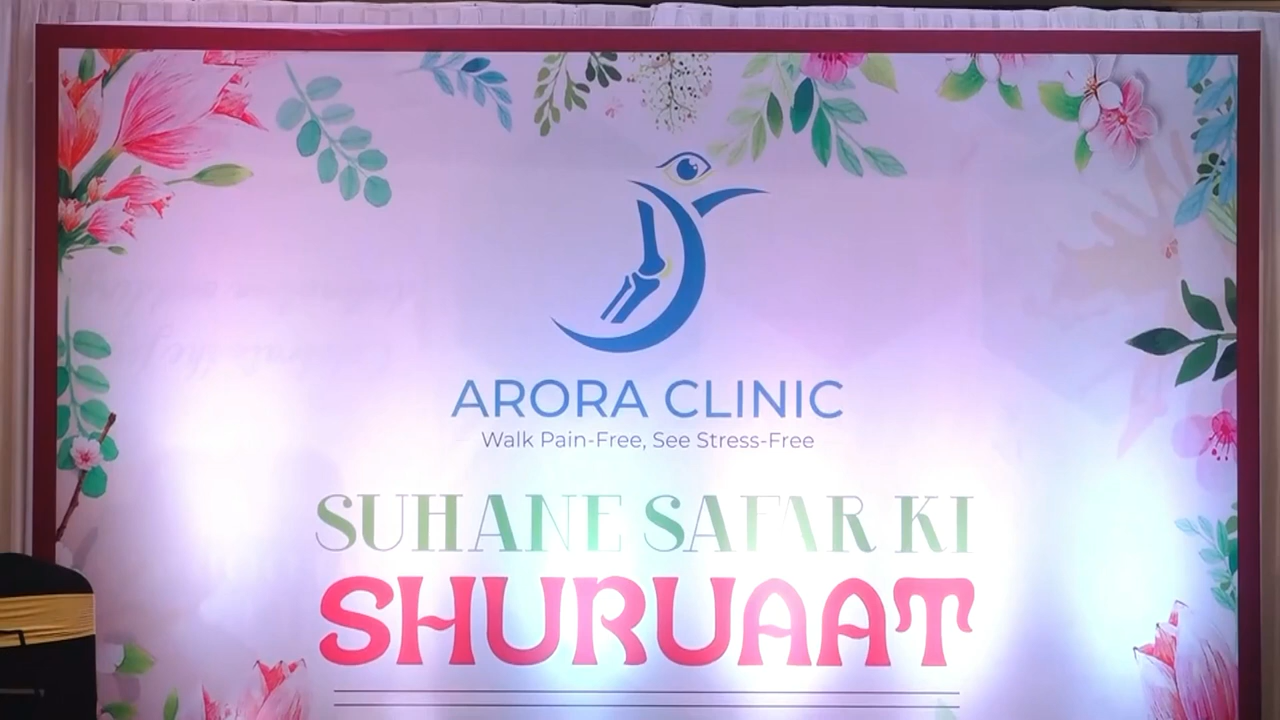 ARORA CLINIC
Walk Pain-Free, See Stress-Free
SUHANE SAFAR KI
SHURUAAT